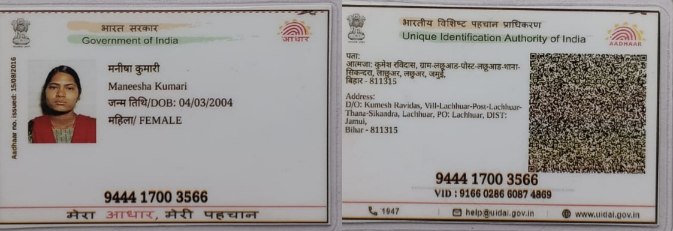 भारत सरकार
Government of India
आधार
Aadhaar no. issued: 15/09/2016
मनीषा कुमारी
Maneesha Kumari
जन्म तिथि/DOB: 04/03/2004
महिला/ FEMALE
9444 1700 3566
मेरा आधार, मेरी पहचान
भारतीय विशिष्ट पहचान प्राधिकरण
Unique Identification Authority of India
AADHAAR
पता:
आत्मजा: कुमेश रविदास, ग्राम-लछुआड-पोस्ट-लछुआड-थाना-
सिकन्दरा, लाछुअर, लछुअर, जमुई,
बिहार - 811315
Address:
D/O: Kumesh Ravidas, Vill-Lachhuar-Post-Lachhuar-
Thana-Sikandra, Lachhuar, PO: Lachhuar, DIST:
Jamui,
Bihar - 811315
9444 1700 3566
VID : 9166 0286 6087 4869
1947
help@uidai.gov.in
www.uidai.gov.in